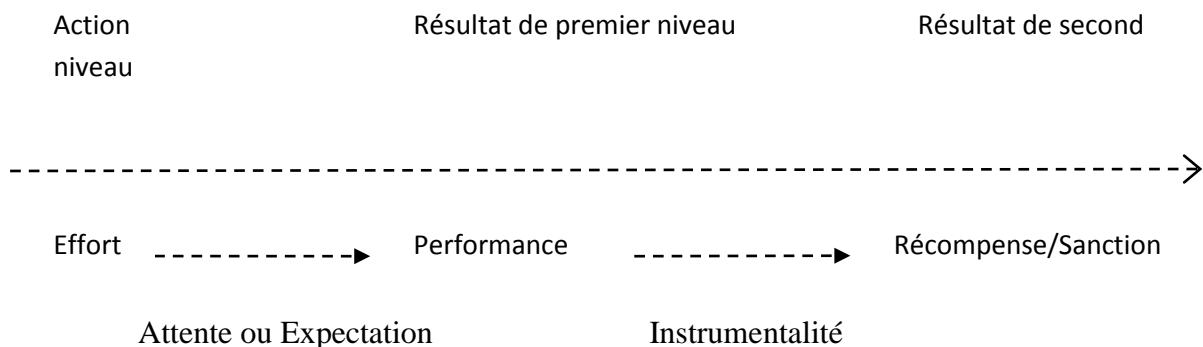 Action Résultat de premier niveau Résultat de second
niveau
Effort Performance Récompense/Sanction
Attente ou Expectation Instrumentalité